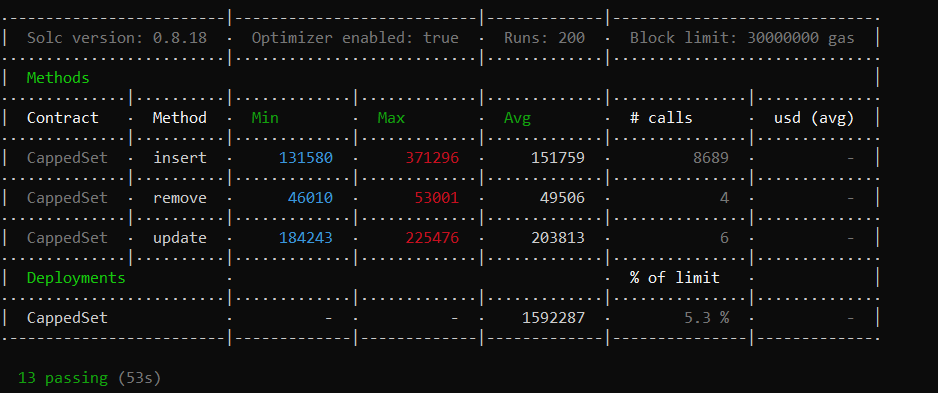 Solc version: 0.8.18 · Optimizer enabled: true · Runs: 200 · Block limit: 30000000 gas
Methods
Contract · Method · Min · Max · Avg · # calls · usd (avg)
CappedSet · insert · 131580 · 371296 · 151759 · 8689 · -
CappedSet · remove · 46010 · 53001 · 49506 · 4 · -
CappedSet · update · 184243 · 225476 · 203813 · 6 · -
Deployments · · % of limit ·
CappedSet · - · - · 1592287 · 5.3 % · -
13 passing (53s)